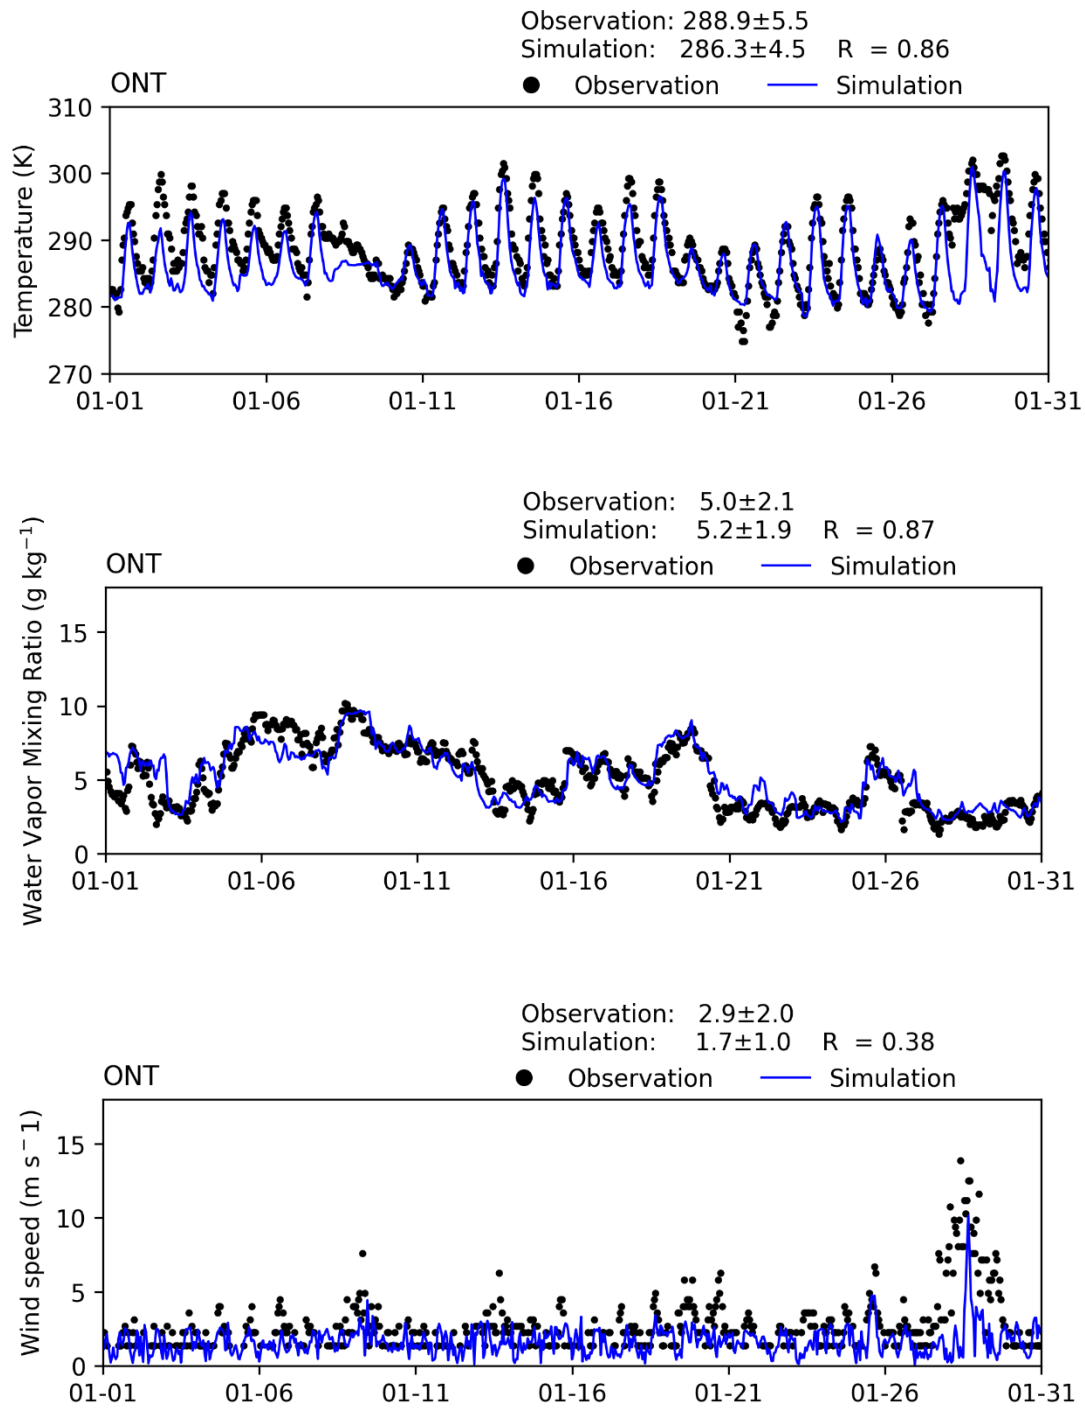 Observation: 288.9±5.5
Simulation: 286.3±4.5 R = 0.86
ONT
Observation Simulation
Temperature (K)
310
300
290
280
270
01-01 01-06 01-11 01-16 01-21 01-26 01-31
Observation: 5.0±2.1
Simulation: 5.2±1.9 R = 0.87
ONT
Observation Simulation
Water Vapor Mixing Ratio (g kg⁻¹)
15
10
5
0
01-01 01-06 01-11 01-16 01-21 01-26 01-31
Observation: 2.9±2.0
Simulation: 1.7±1.0 R = 0.38
ONT
Observation Simulation
Wind speed (m s⁻1)
15
10
5
0
01-01 01-06 01-11 01-16 01-21 01-26 01-31